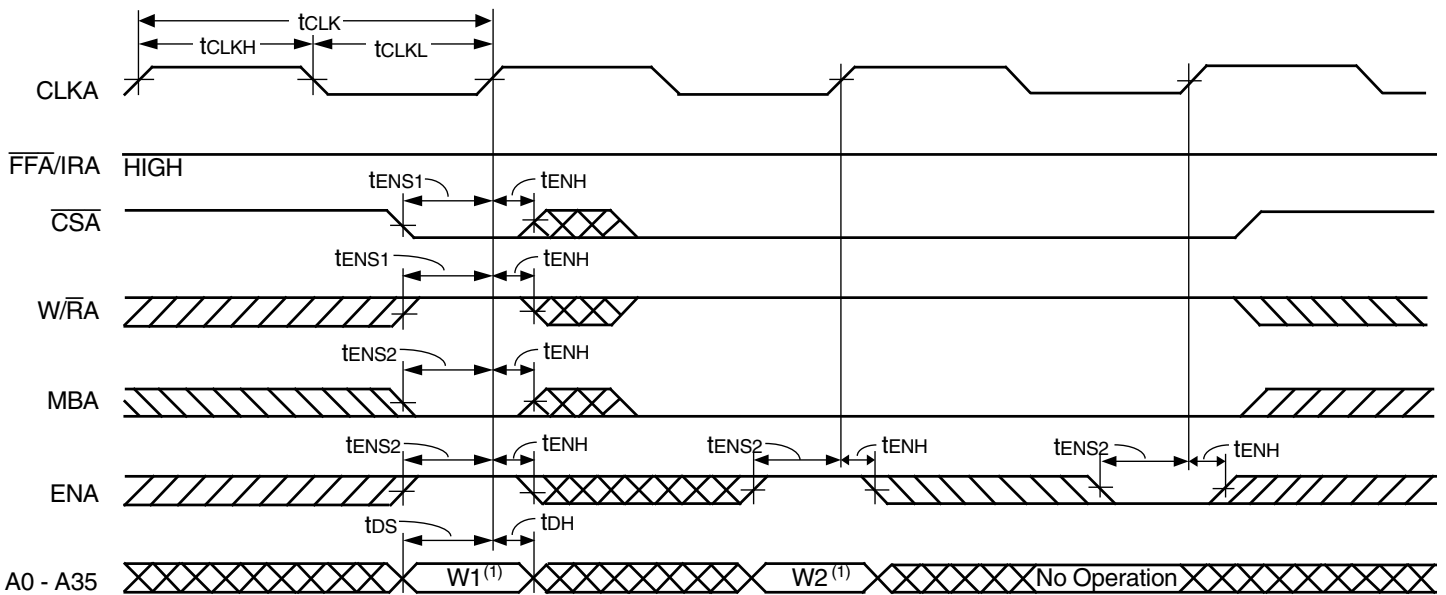 tCLK
tCLKH tCLKL
CLKA
FFA/IRA HIGH
tENS1 tENH
CSA
tENS1 tENH
W/RA
tENS2 tENH
MBA
tENS2 tENH tENS2 tENH tENS2 tENH
ENA
tDS tDH
A0 - A35 W1(1) W2(1) No Operation